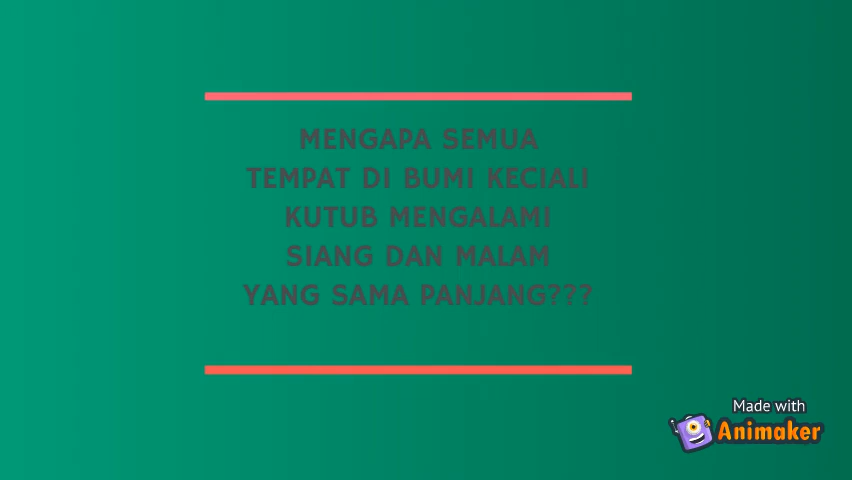 MENGAPA SEMUA
TEMPAT DI BUMI KECIALI
KUTUB MENGALAMI
SIANG DAN MALAM
YANG SAMA PANJANG???
Made with
Animaker